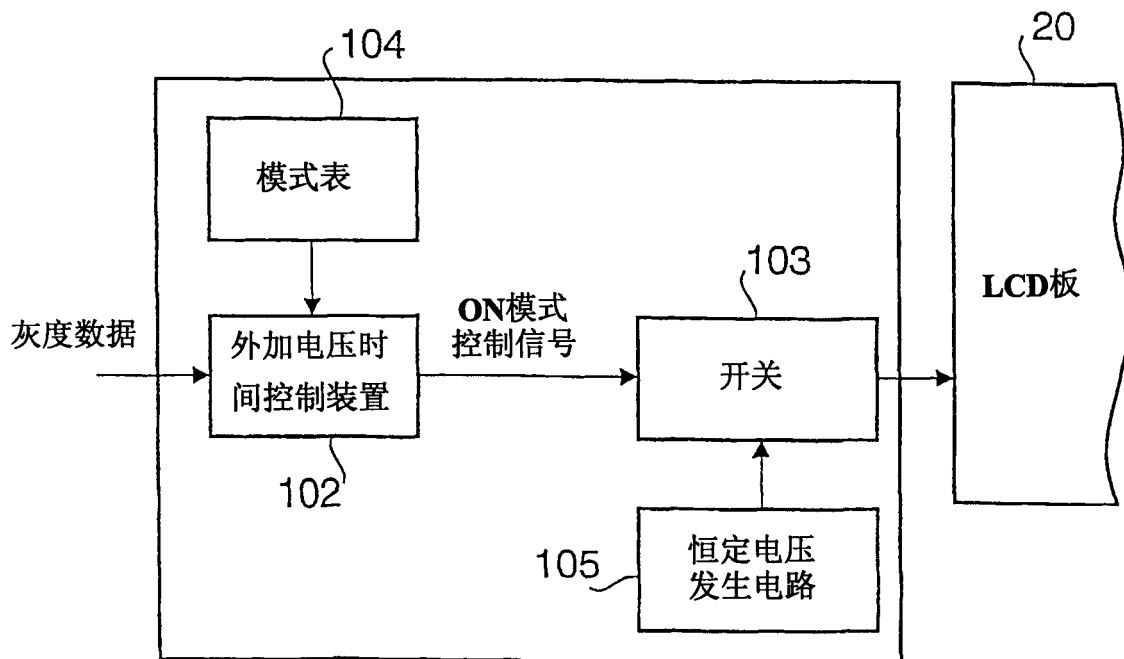 104
20
模式表
103
LCD板
灰度数据
外加电压时
间控制装置
ON模式
控制信号
开关
102
105
恒定电压
发生电路